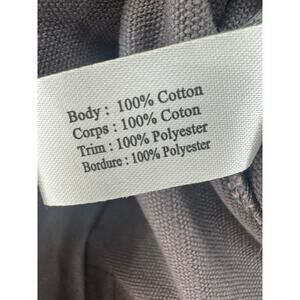 Body : 100% Cotton
Corps : 100% Coton
Trim : 100% Polyester
Bordure : 100% Polyester